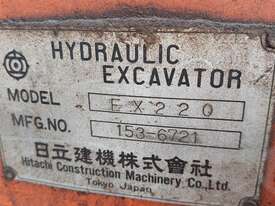 HYDRAULIC
EXCAVATOR
MODEL EX220
MFG.NO. 153-6721
日立建機株式會社
Hitachi Construction Machinery Co.,Ltd.
Tokyo Japan